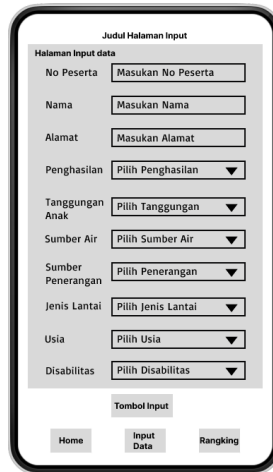 Judul Halaman Input
Halaman Input data
No Peserta Masukan No Peserta
Nama Masukan Nama
Alamat Masukan Alamat
Penghasilan Pilih Penghasilan
Tanggungan
Anak
Pilih Tanggungan
Sumber Air Pilih Sumber Air
Sumber
Penerangan
Pilih Penerangan
Jenis Lantai Pilih Jenis Lantai
Usia Pilih Usia
Disabilitas Pilih Disabilitas
Tombol Input
Home
Input
Data
Rangking